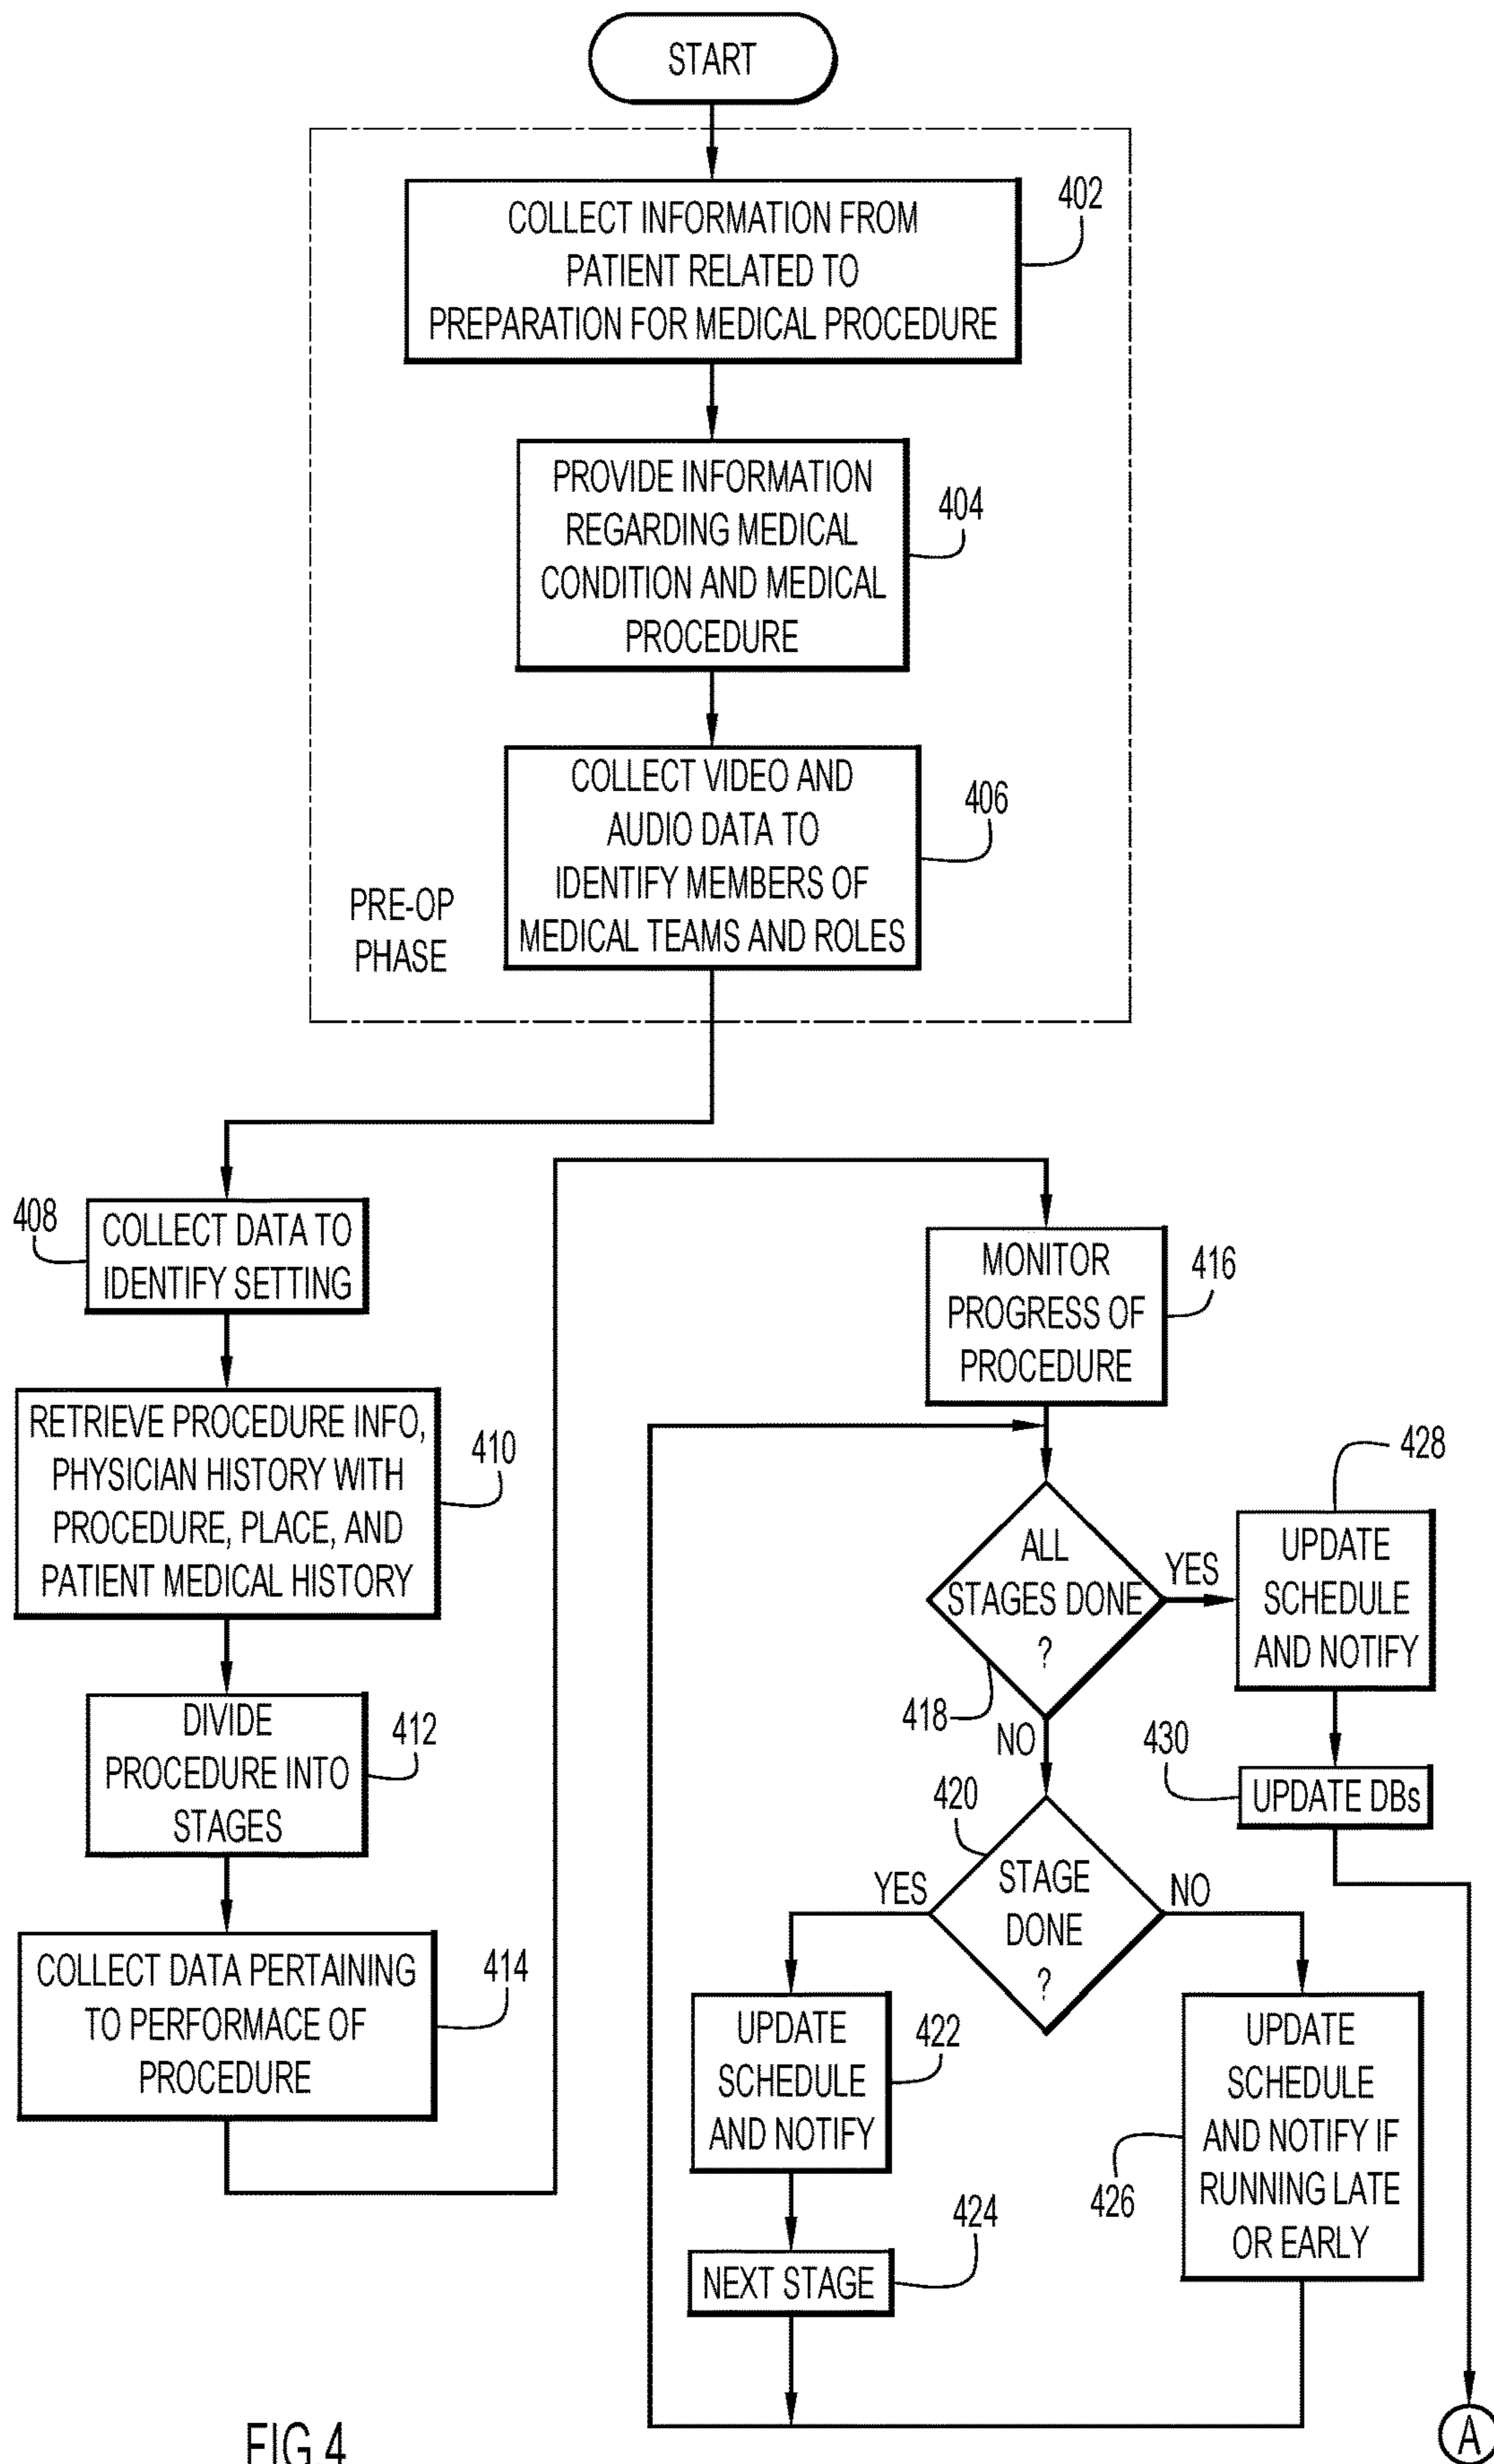 START
402
COLLECT INFORMATION FROM
PATIENT RELATED TO
PREPARATION FOR MEDICAL PROCEDURE
PROVIDE INFORMATION
REGARDING MEDICAL
CONDITION AND MEDICAL
PROCEDURE
404
COLLECT VIDEO AND
AUDIO DATA TO
IDENTIFY MEMBERS OF
MEDICAL TEAMS AND ROLES
406
PRE-OP
PHASE
408
COLLECT DATA TO
IDENTIFY SETTING
RETRIEVE PROCEDURE INFO,
PHYSICIAN HISTORY WITH
PROCEDURE, PLACE, AND
PATIENT MEDICAL HISTORY
410
DIVIDE
PROCEDURE INTO
STAGES
412
COLLECT DATA PERTAINING
TO PERFORMACE OF
PROCEDURE
414
MONITOR
PROGRESS OF
PROCEDURE
416
ALL
STAGES DONE
?
418
YES
NO
428
UPDATE
SCHEDULE
AND NOTIFY
430
UPDATE DBs
420
STAGE
DONE
?
YES
NO
UPDATE
SCHEDULE
AND NOTIFY
422
NEXT STAGE
424
UPDATE
SCHEDULE
AND NOTIFY IF
RUNNING LATE
OR EARLY
426
A
FIG.4